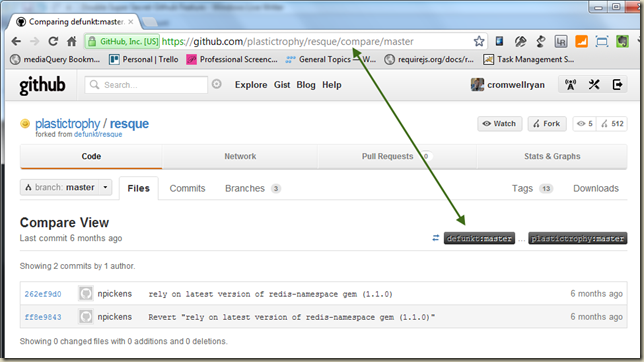 Comparing defunkt:master
GitHub, Inc. [US] https://github.com/plastictrophy/resque/compare/master
mediaQuery Bookm... Personal | Trello Professional Screenc... General Topics — W... requirejs.org/docs/r... Task Management S...
github Search... Explore Gist Blog Help cromwellryan
plastictrophy / resque
forked from defunkt/resque
Watch Fork 5 512
Code Network Pull Requests 0 Stats & Graphs
branch: master Files Commits Branches 3 Tags 13 Downloads
Compare View
Last commit 6 months ago
defunkt:master ... plastictrophy:master
Showing 2 commits by 1 author.
262ef9d0 npickens rely on latest version of redis-namespace gem (1.1.0) 6 months ago
ff8e9843 npickens Revert "rely on latest version of redis-namespace gem (1.1.0)" 6 months ago
Showing 0 changed files with 0 additions and 0 deletions.